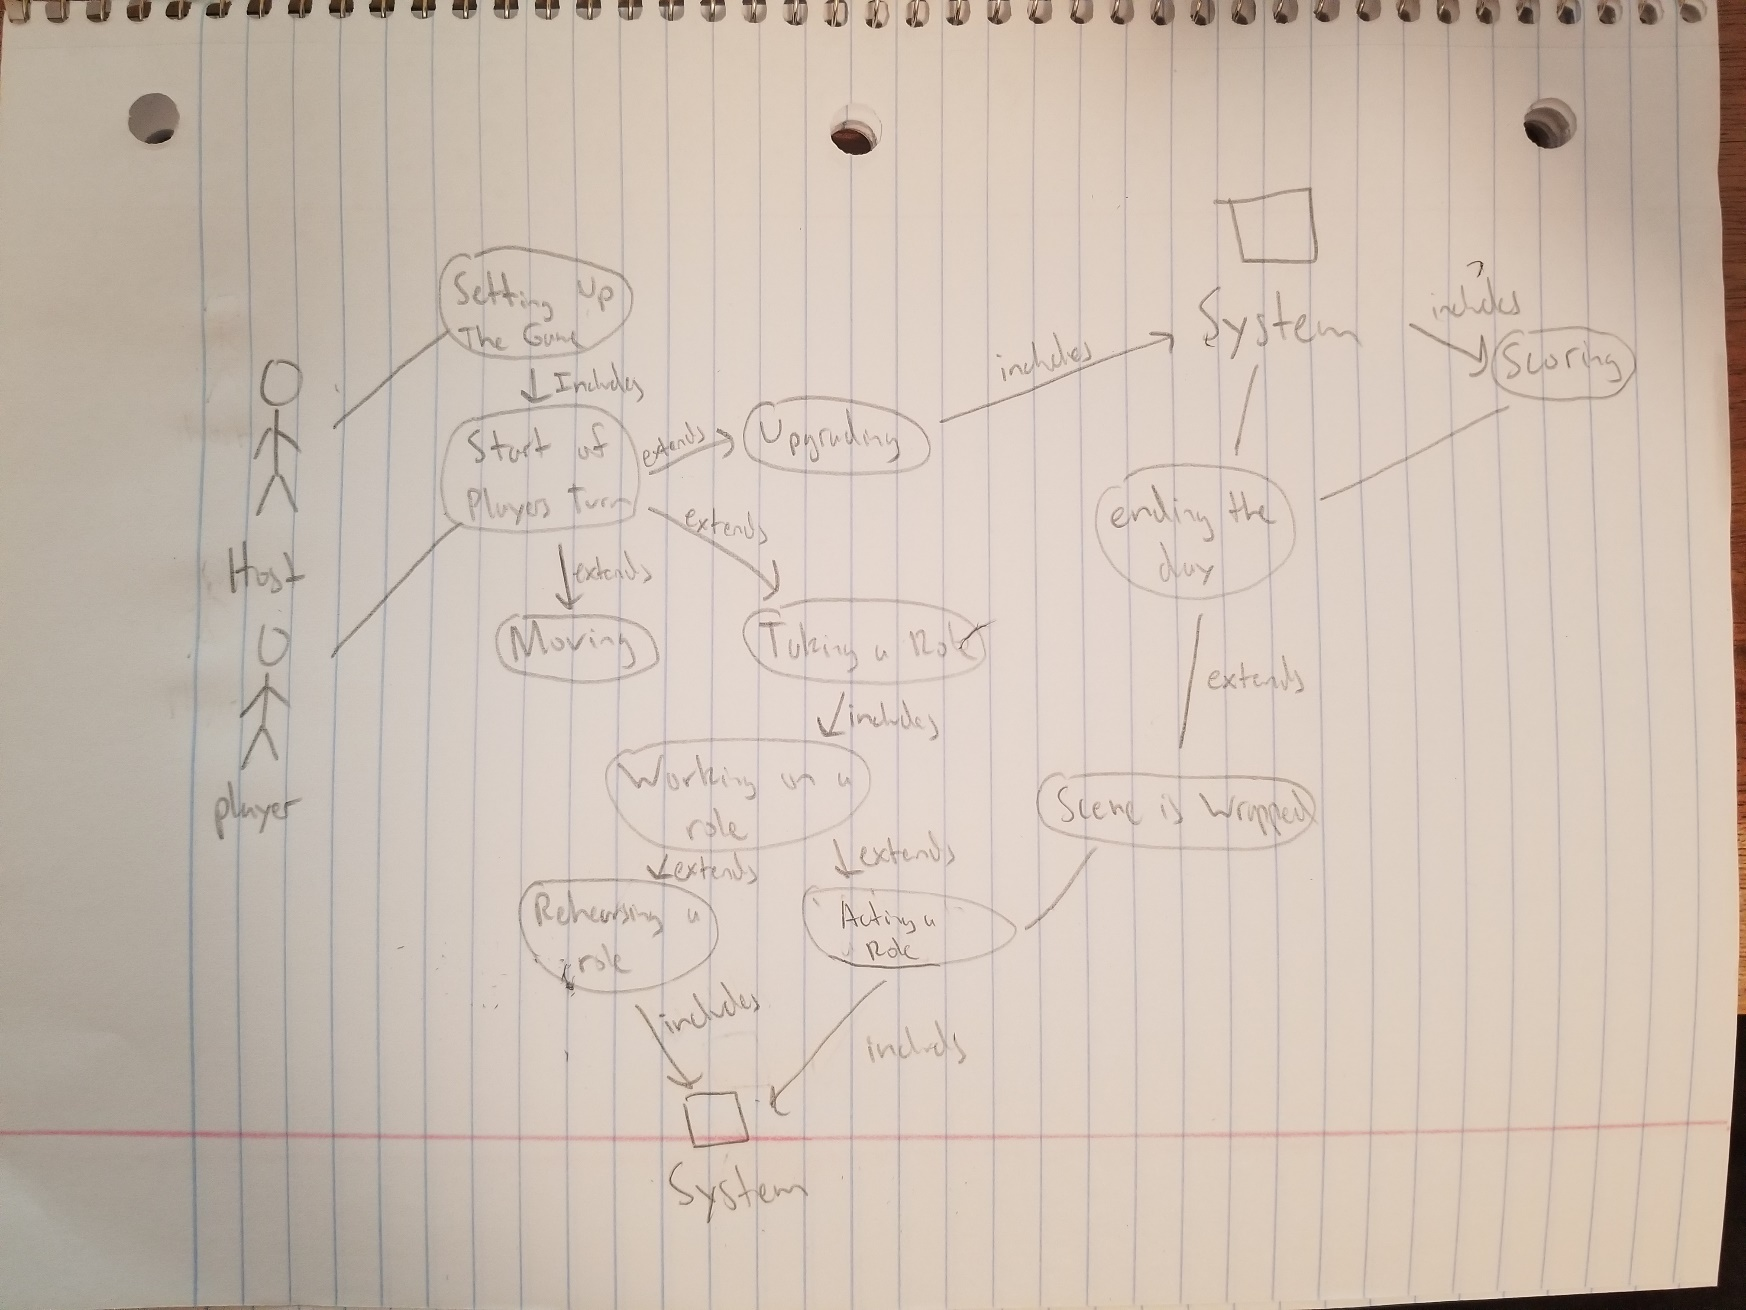 Setting Up
The Game
Includes
Start of
Players Turn
extends
Upgrading
includes
System
includes
Scoring
extends
extends
ending the
day
Host
Moving
Taking a Role
extends
player
includes
Working on a
role
Scene is Wrapped
extends
extends
Rehearsing a
role
Acting a
Role
includes
includs
System